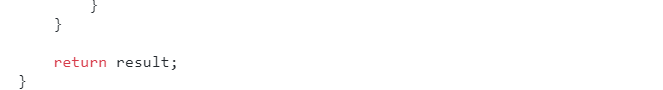 }
    }

    return result;
}